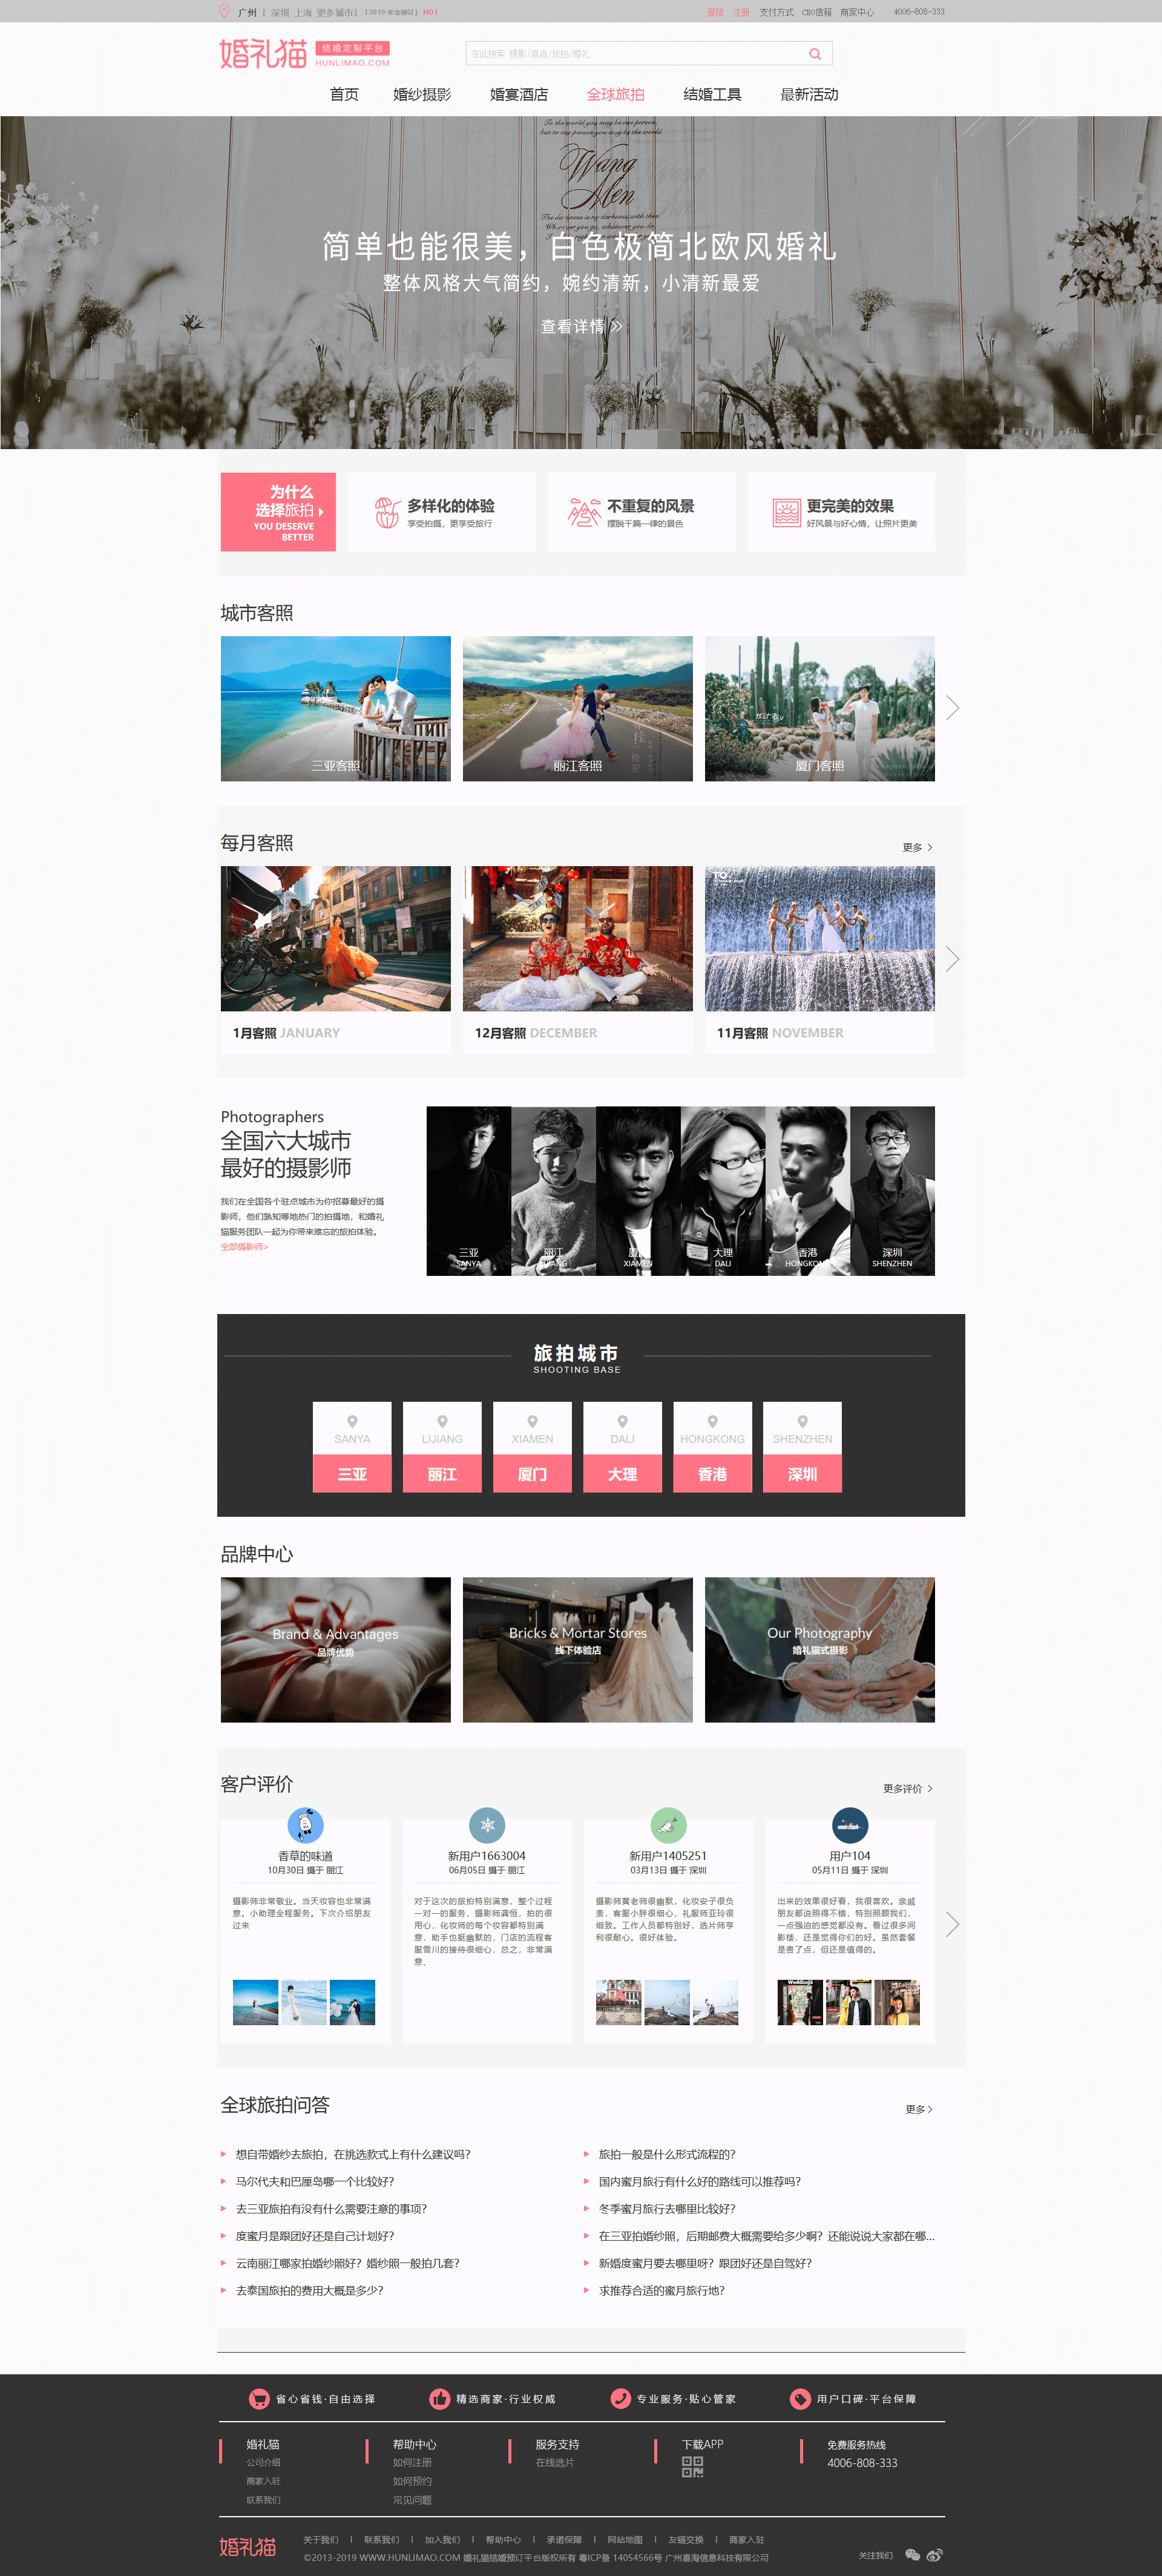 广州 [ 深圳 上海 更多城市] [2019-年会预订] HOT
登陆 注册 支付方式 CEO信箱 商家中心 4006-808-333
婚礼猫 结婚定制平台
HUNLIMAO.COM
在此搜索 摄影/酒店/旅拍/婚礼
首页 婚纱摄影 婚宴酒店 全球旅拍 结婚工具 最新活动
To the world you may be one person,
but to one person you may be the world.
Wang
Men
The darkness is no darkness with thee.
简单也能很美，白色极简北欧风婚礼
整体风格大气简约，婉约清新，小清新最爱
查看详情
为什么
选择旅拍
YOU DESERVE
BETTER
多样化的体验
享受拍摄，更享受旅行
不重复的风景
摆脱千篇一律的景色
更完美的效果
好风景与好心情，让照片更美
城市客照
三亚客照 丽江客照 厦门客照
每月客照
更多
1月客照 JANUARY
12月客照 DECEMBER
11月客照 NOVEMBER
Photographers
全国六大城市
最好的摄影师
我们在全国各个驻点城市为你招募最好的摄
影师，他们熟知等地热门的拍摄地，和婚礼
猫服务团队一起为你带来难忘的旅拍体验。
全部摄影师>
三亚 丽江 厦门 大理 香港 深圳
SANYA LIJIANG XIAMEN DALI HONGKONG SHENZHEN
旅拍城市
SHOOTING BASE
SANYA LIJIANG XIAMEN DALI HONGKONG SHENZHEN
三亚 丽江 厦门 大理 香港 深圳
品牌中心
Brand & Advantages
品牌优势
Bricks & Mortar Stores
线下体验店
Our Photography
婚礼猫式摄影
客户评价
更多评价
香草的味道
10月30日 摄于 丽江
摄影师非常敬业。当天妆容也非常满
意。小助理全程服务。下次介绍朋友
过来
新用户1663004
06月05日 摄于 丽江
对于这次的旅拍特别满意，整个过程
一对一的服务，摄影师龚恒，拍的很
用心，化妆师的每个妆容都特别满
意，助手也挺幽默的，门店的流程客
服雪川的接待很细心，总之，非常满
意、
新用户1405251
03月13日 摄于 深圳
摄影师黄老师很幽默，化妆安子很负
责，客服小胖很细心，礼服师亚玲很
细致。工作人员都特别好，选片师亨
利很耐心。很好体验。
用户104
05月11日 摄于 深圳
出来的效果很好看，我很喜欢。亲戚
朋友都说照得不错，特别照顾我们，
一点强迫的感觉都没有。看过很多间
影楼，还是觉得你们的好。虽然套餐
是贵了点，但还是值得的。
全球旅拍问答
更多
想自带婚纱去旅拍，在挑选款式上有什么建议吗？
旅拍一般是什么形式流程的？
马尔代夫和巴厘岛哪一个比较好？
国内蜜月旅行有什么好的路线可以推荐吗？
去三亚旅拍有没有什么需要注意的事项？
冬季蜜月旅行去哪里比较好？
度蜜月是跟团好还是自己计划好？
在三亚拍婚纱照，后期邮费大概需要给多少啊？还能说说大家都在哪...
云南丽江哪家拍婚纱照好？婚纱照一般拍几套？
新婚度蜜月要去哪里呀？跟团好还是自驾好？
去泰国旅拍的费用大概是多少？
求推荐合适的蜜月旅行地？
省心省钱·自由选择 精选商家·行业权威 专业服务·贴心管家 用户口碑·平台保障
婚礼猫 帮助中心 服务支持 下载APP 免费服务热线
公司介绍 如何注册 在线选片 4006-808-333
商家入驻 如何预约
联系我们 常见问题
婚礼猫
关于我们 | 联系我们 | 加入我们 | 帮助中心 | 承诺保障 | 网站地图 | 友链交换 | 商家入驻
©2013-2019 WWW.HUNLIMAO.COM 婚礼猫结婚预订平台版权所有 粤ICP备 14054566号 广州喜淘信息科技有限公司
关注我们